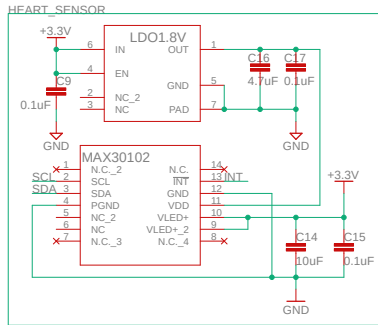 HEART_SENSOR
+3.3V
LDO1.8V
6 IN OUT 1
4 EN
C9
0.1uF
2 NC_2
3 NC
GND 5
PAD 7
C16
4.7uF
C17
0.1uF
GND
GND
MAX30102
1 N.C._2 N.C. 14
SCL 2 SCL INT 13 INT
SDA 3 SDA GND 12
4 PGND VDD 11
5 NC_2 VLED+ 10
6 NC VLED+_2 9
7 N.C._3 N.C._4 8
+3.3V
C14
10uF
C15
0.1uF
GND